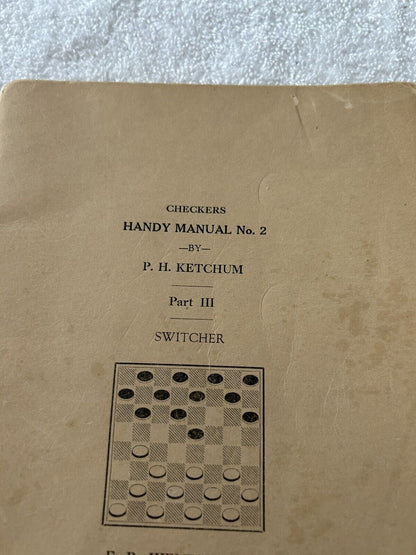 CHECKERS
HANDY MANUAL No. 2
—BY—
P. H. KETCHUM
Part III
SWITCHER